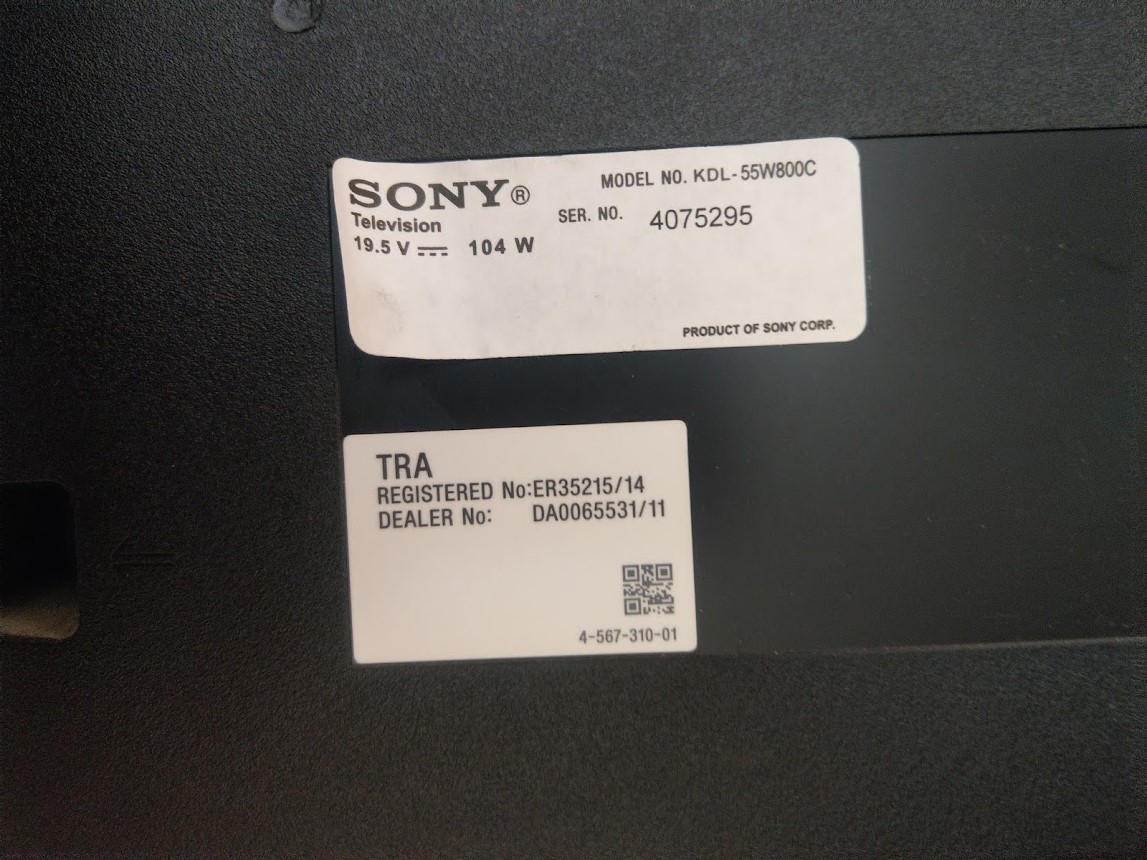 SONY®
MODEL NO. KDL-55W800C
Television
SER. NO. 4075295
19.5 V ⎓ 104 W
PRODUCT OF SONY CORP.
TRA
REGISTERED No:ER35215/14
DEALER No: DA0065531/11
4-567-310-01